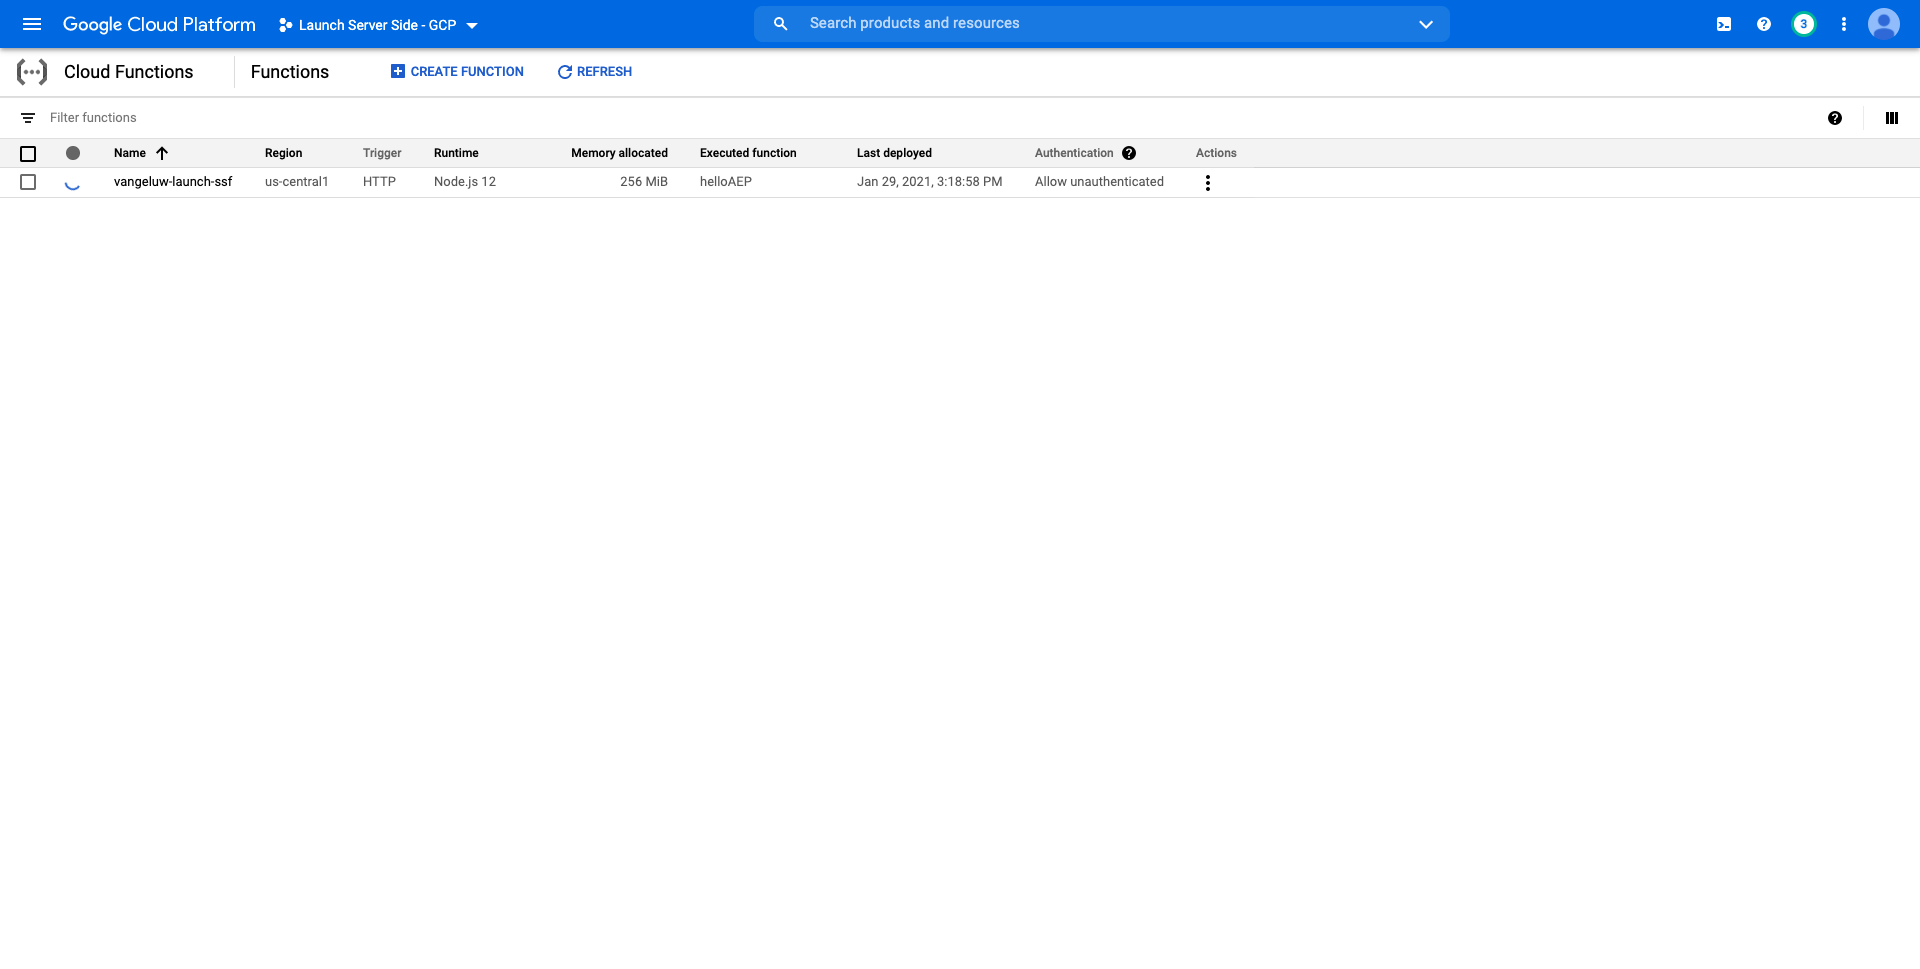 Google Cloud Platform
Launch Server Side - GCP
Search products and resources
3
Cloud Functions
Functions
CREATE FUNCTION
REFRESH
Filter functions
Name Region Trigger Runtime Memory allocated Executed function Last deployed Authentication Actions
vangeluw-launch-ssf us-central1 HTTP Node.js 12 256 MiB helloAEP Jan 29, 2021, 3:18:58 PM Allow unauthenticated